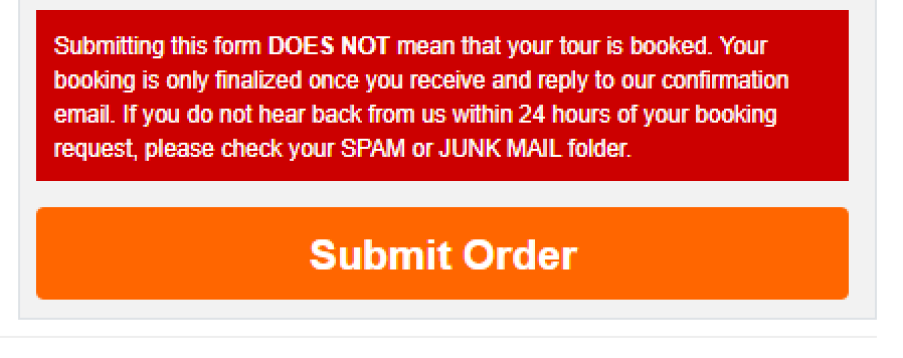 Submitting this form DOES NOT mean that your tour is booked. Your
booking is only finalized once you receive and reply to our confirmation
email. If you do not hear back from us within 24 hours of your booking
request, please check your SPAM or JUNK MAIL folder.
Submit Order